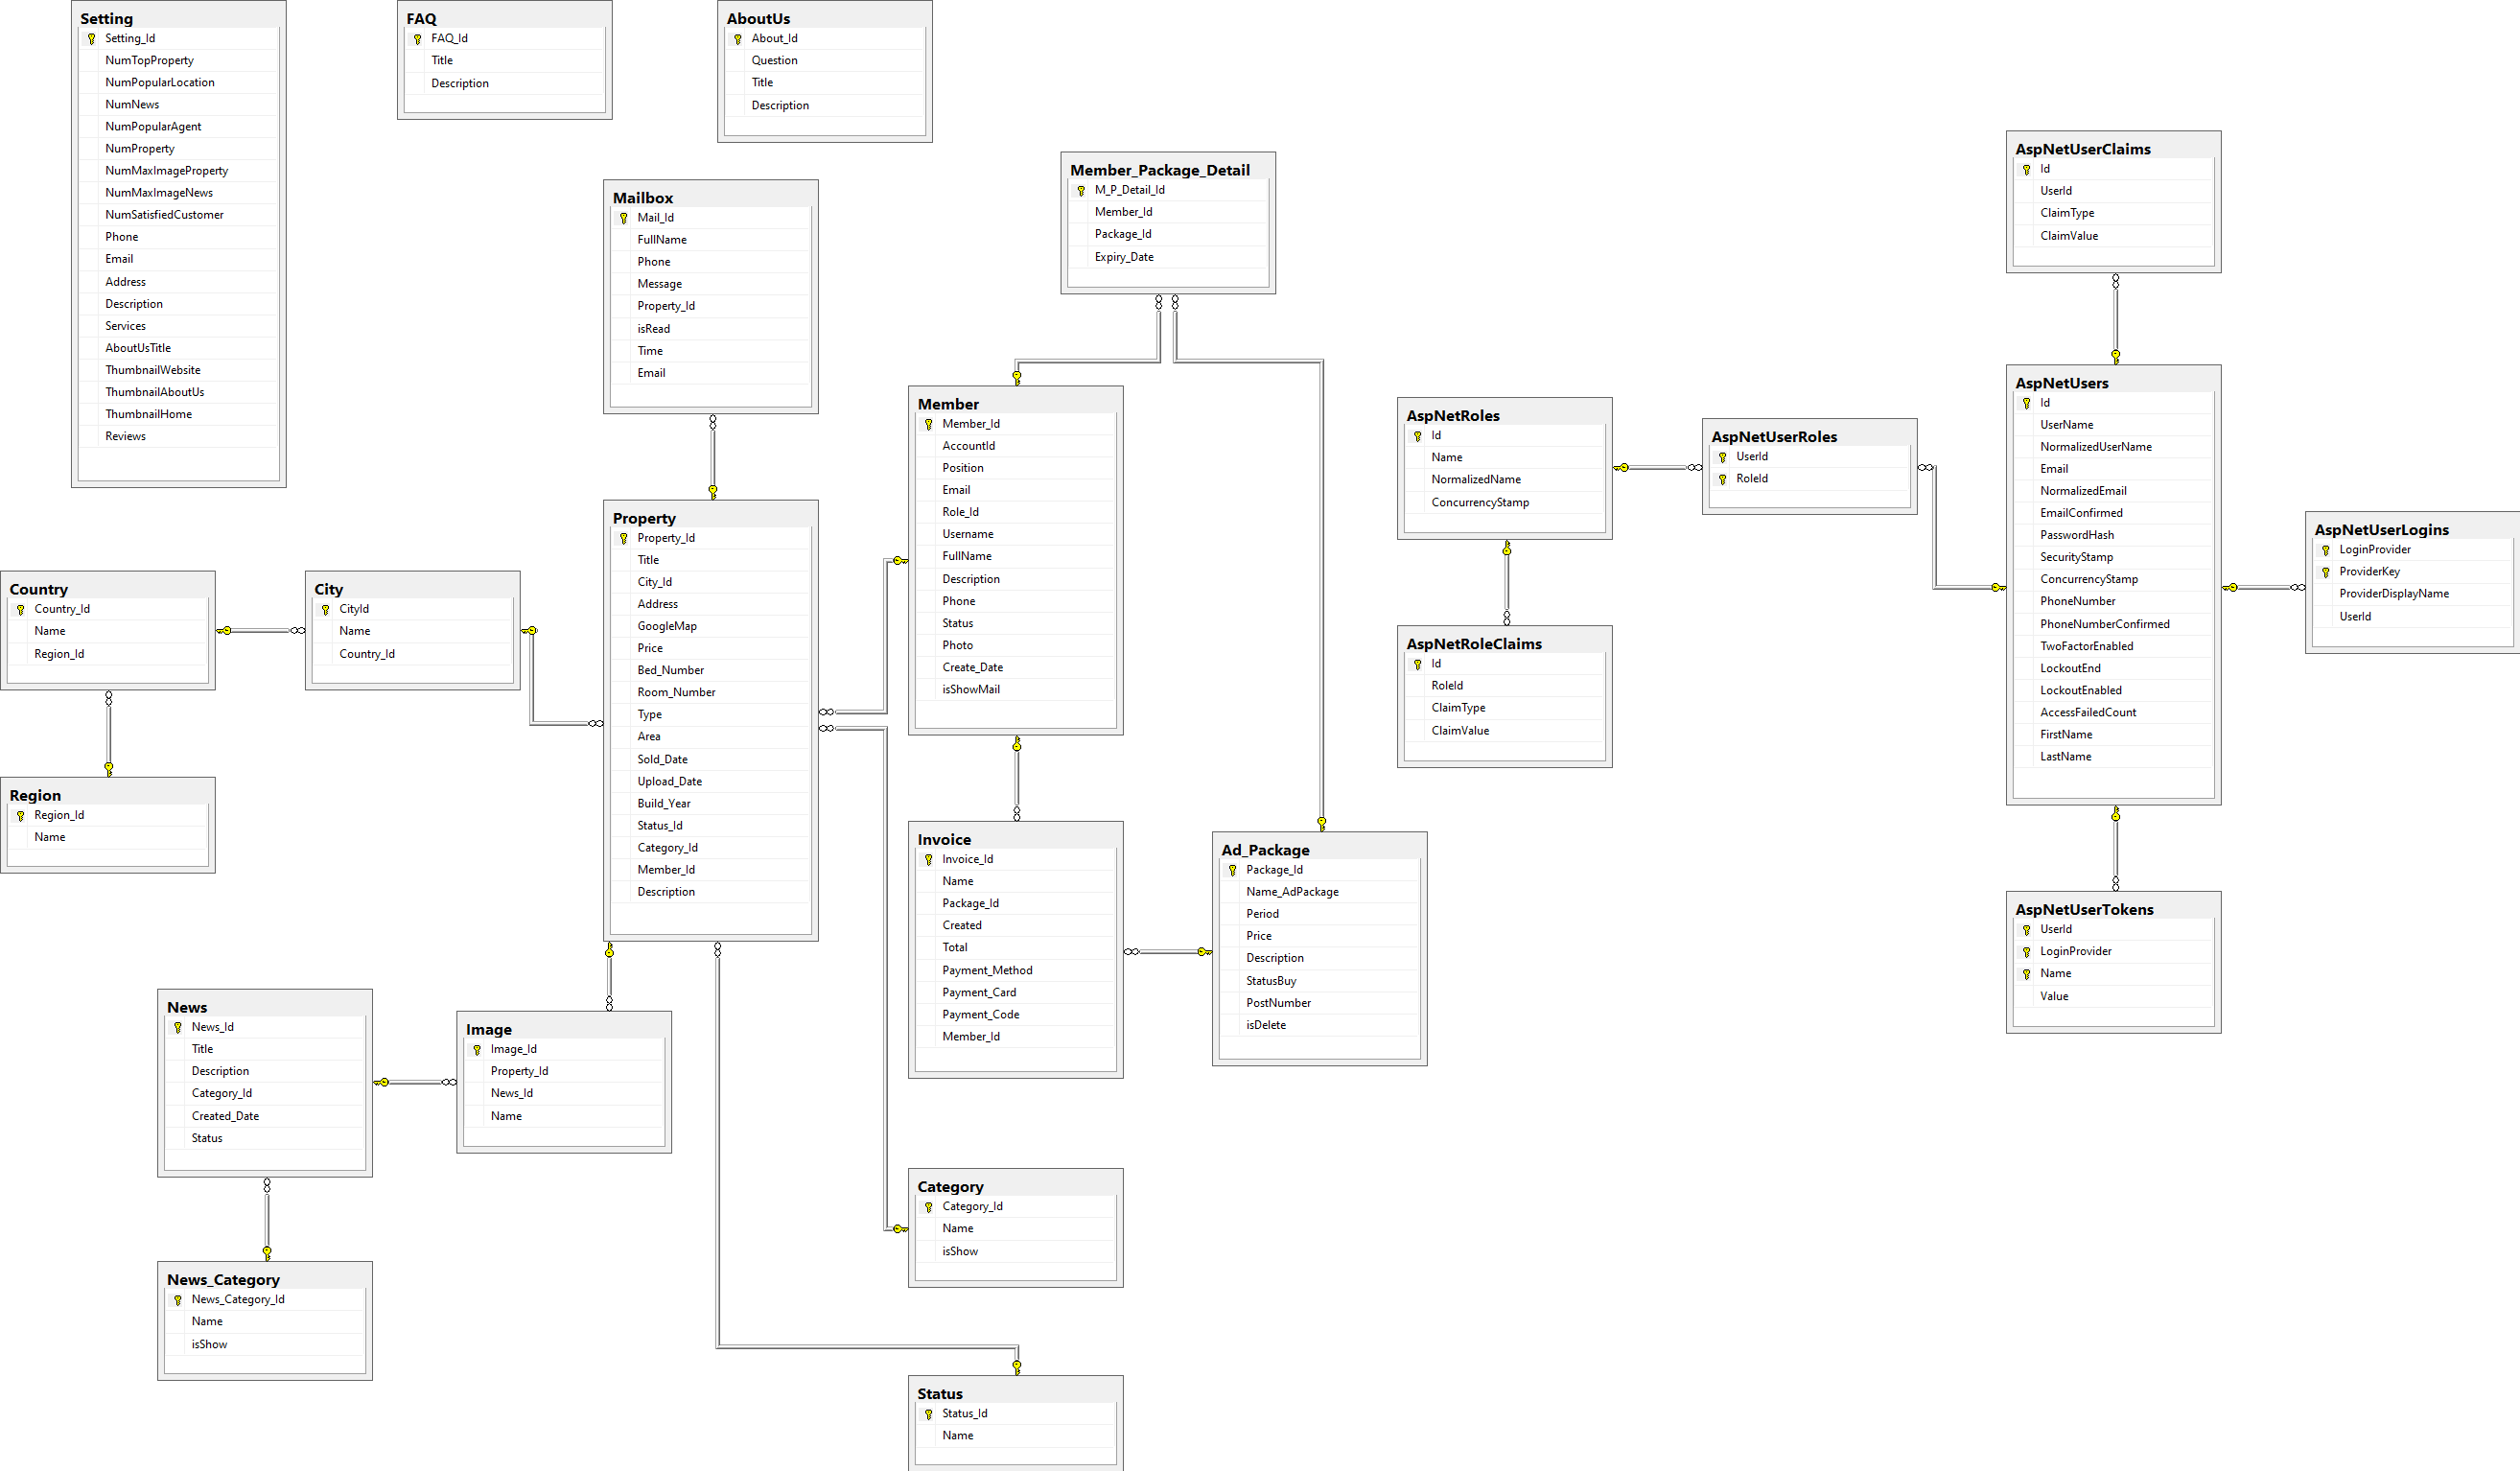 Setting
Setting_Id
NumTopProperty
NumPopularLocation
NumNews
NumPopularAgent
NumProperty
NumMaxImageProperty
NumMaxImageNews
NumSatisfiedCustomer
Phone
Email
Address
Description
Services
AboutUsTitle
ThumbnailWebsite
ThumbnailAboutUs
ThumbnailHome
Reviews
FAQ
FAQ_Id
Title
Description
AboutUs
About_Id
Question
Title
Description
Mailbox
Mail_Id
FullName
Phone
Message
Property_Id
isRead
Time
Email
Member_Package_Detail
M_P_Detail_Id
Member_Id
Package_Id
Expiry_Date
AspNetUserClaims
Id
UserId
ClaimType
ClaimValue
Member
Member_Id
AccountId
Position
Email
Role_Id
Username
FullName
Description
Phone
Status
Photo
Create_Date
isShowMail
AspNetRoles
Id
Name
NormalizedName
ConcurrencyStamp
AspNetUserRoles
UserId
RoleId
AspNetUsers
Id
UserName
NormalizedUserName
Email
NormalizedEmail
EmailConfirmed
PasswordHash
SecurityStamp
ConcurrencyStamp
PhoneNumber
PhoneNumberConfirmed
TwoFactorEnabled
LockoutEnd
LockoutEnabled
AccessFailedCount
FirstName
LastName
AspNetUserLogins
LoginProvider
ProviderKey
ProviderDisplayName
UserId
Property
Property_Id
Title
City_Id
Address
GoogleMap
Price
Bed_Number
Room_Number
Type
Area
Sold_Date
Upload_Date
Build_Year
Status_Id
Category_Id
Member_Id
Description
Country
Country_Id
Name
Region_Id
City
CityId
Name
Country_Id
AspNetRoleClaims
Id
RoleId
ClaimType
ClaimValue
Region
Region_Id
Name
Invoice
Invoice_Id
Name
Package_Id
Created
Total
Payment_Method
Payment_Card
Payment_Code
Member_Id
Ad_Package
Package_Id
Name_AdPackage
Period
Price
Description
StatusBuy
PostNumber
isDelete
AspNetUserTokens
UserId
LoginProvider
Name
Value
News
News_Id
Title
Description
Category_Id
Created_Date
Status
Image
Image_Id
Property_Id
News_Id
Name
Category
Category_Id
Name
isShow
News_Category
News_Category_Id
Name
isShow
Status
Status_Id
Name